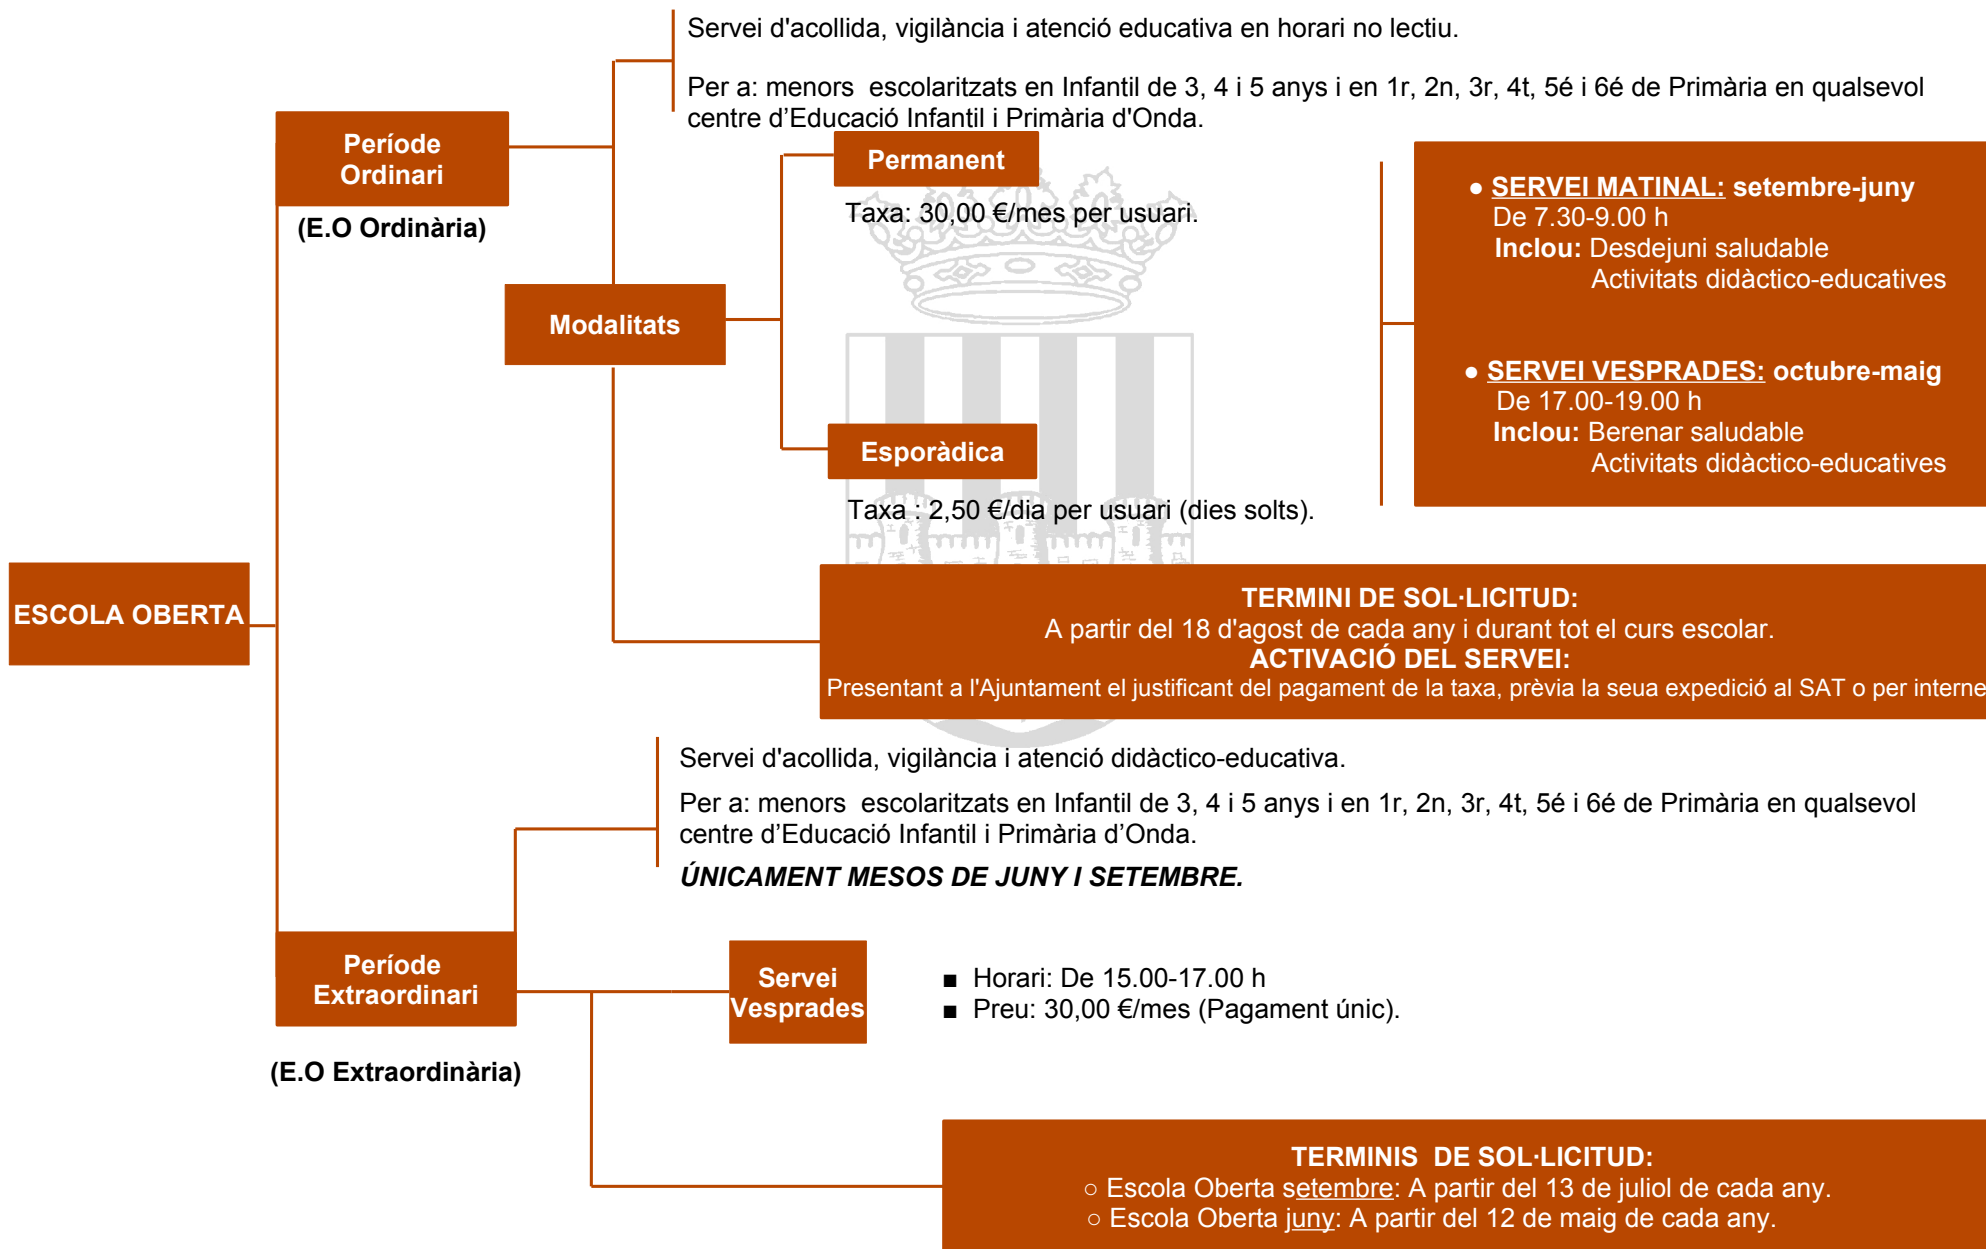 Servei d'acollida, vigilància i atenció educativa en horari no lectiu.
Per a: menors escolaritzats en Infantil de 3, 4 i 5 anys i en 1r, 2n, 3r, 4t, 5é i 6é de Primària en qualsevol
centre d’Educació Infantil i Primària d'Onda.
Període
Ordinari
(E.O Ordinària)
Modalitats
Permanent
Taxa: 30,00 €/mes per usuari.
Esporàdica
Taxa : 2,50 €/dia per usuari (dies solts).
● SERVEI MATINAL: setembre-juny
De 7.30-9.00 h
Inclou: Desdejuni saludable
Activitats didàctico-educatives
● SERVEI VESPRADES: octubre-maig
De 17.00-19.00 h
Inclou: Berenar saludable
Activitats didàctico-educatives
ESCOLA OBERTA
TERMINI DE SOL·LICITUD:
A partir del 18 d'agost de cada any i durant tot el curs escolar.
ACTIVACIÓ DEL SERVEI:
Presentant a l'Ajuntament el justificant del pagament de la taxa, prèvia la seua expedició al SAT o per interne
Servei d'acollida, vigilància i atenció didàctico-educativa.
Per a: menors escolaritzats en Infantil de 3, 4 i 5 anys i en 1r, 2n, 3r, 4t, 5é i 6é de Primària en qualsevol
centre d’Educació Infantil i Primària d’Onda.
ÚNICAMENT MESOS DE JUNY I SETEMBRE.
Període
Extraordinari
(E.O Extraordinària)
Servei
Vesprades
■ Horari: De 15.00-17.00 h
■ Preu: 30,00 €/mes (Pagament únic).
TERMINIS DE SOL·LICITUD:
○ Escola Oberta setembre: A partir del 13 de juliol de cada any.
○ Escola Oberta juny: A partir del 12 de maig de cada any.